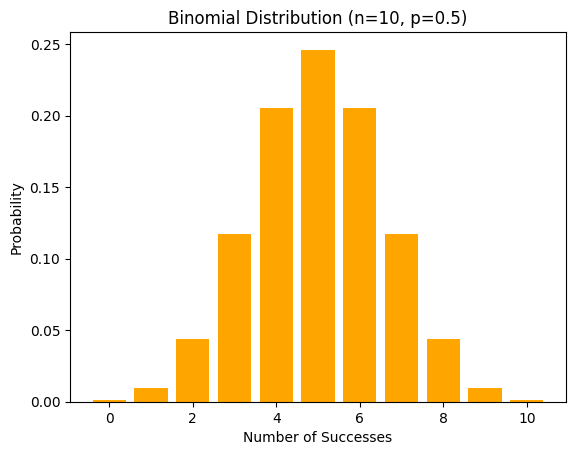 Binomial Distribution (n=10, p=0.5)
0.25
0.20
0.15
0.10
0.05
0.00
Probability
0 2 4 6 8 10
Number of Successes